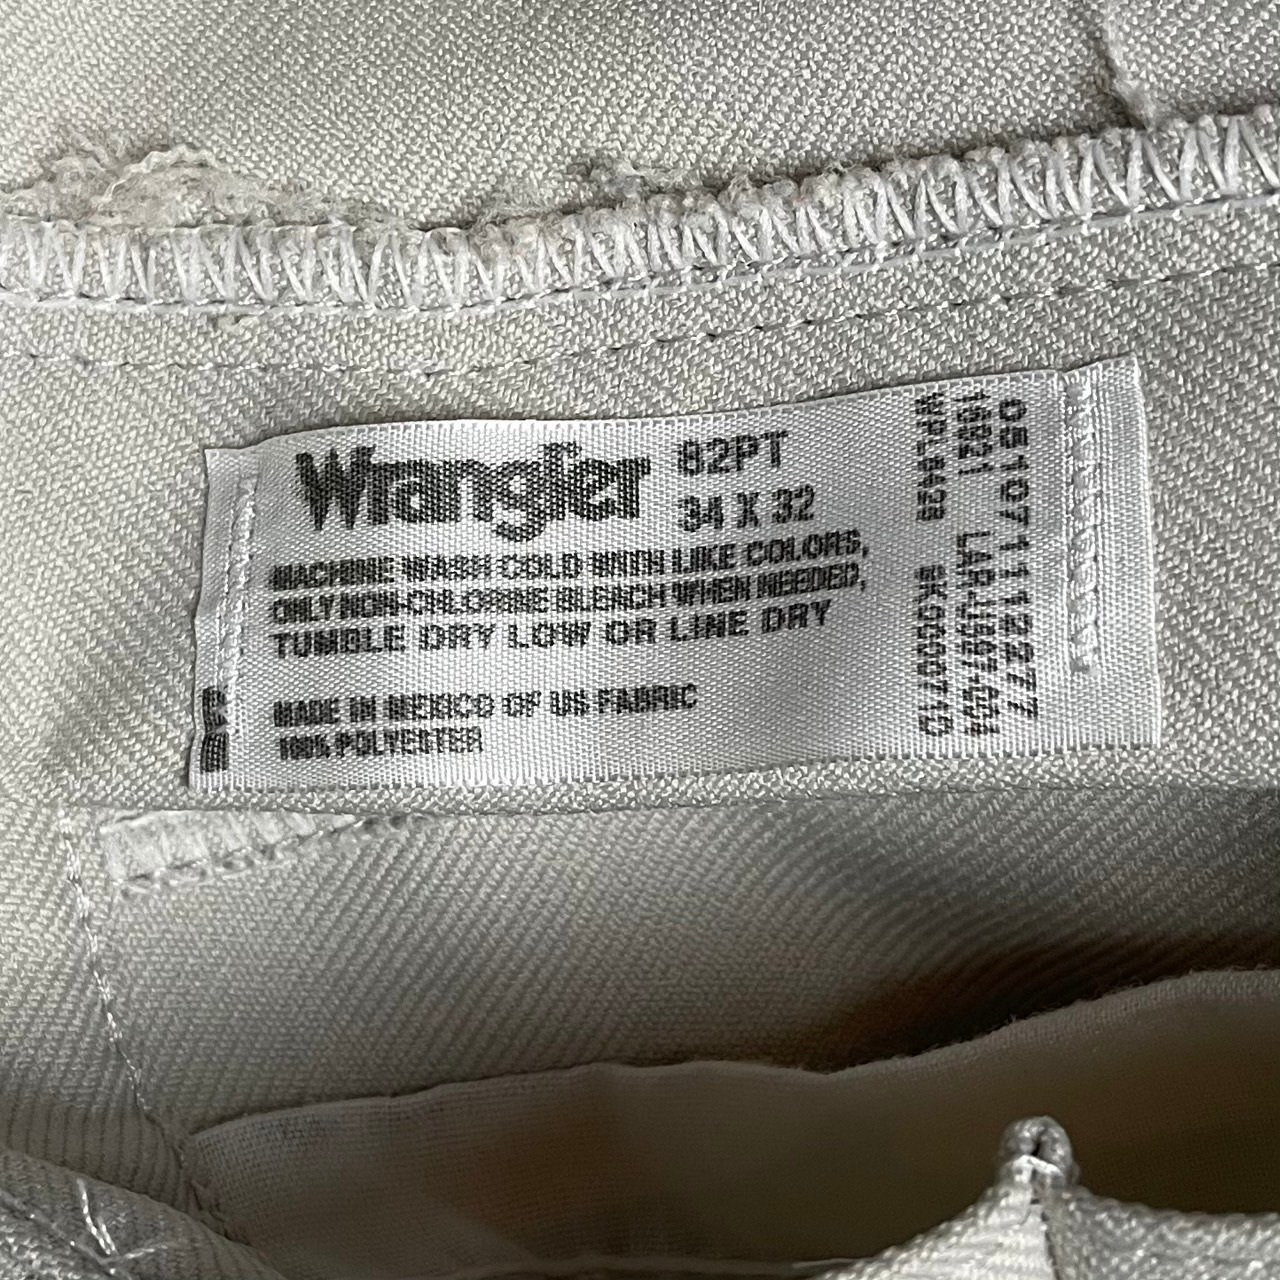 Wrangler
82PT
34 X 32
MACHINE WASH COLD WITH LIKE COLORS,
ONLY NON-CHLORINE BLEACH WHEN NEEDED,
TUMBLE DRY LOW OR LINE DRY
MADE IN MEXICO OF US FABRIC
100% POLYESTER
051071112777